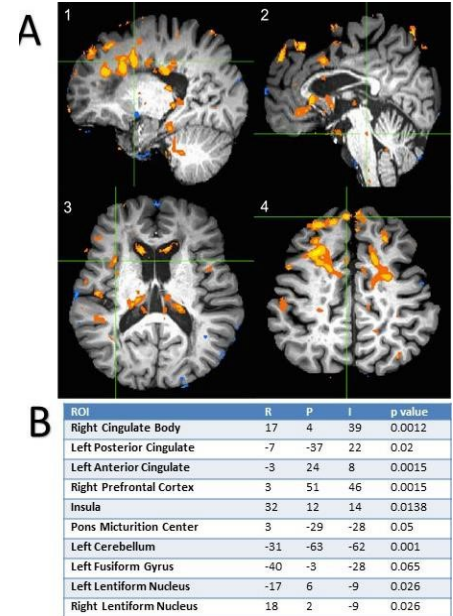 A
1
2
3
4
B
ROI R P I p value
Right Cingulate Body 17 4 39 0.0012
Left Posterior Cingulate -7 -37 22 0.02
Left Anterior Cingulate -3 24 8 0.0015
Right Prefrontal Cortex 3 51 46 0.0015
Insula 32 12 14 0.0138
Pons Micturition Center 3 -29 -28 0.05
Left Cerebellum -31 -63 -62 0.001
Left Fusiform Gyrus -40 -3 -28 0.065
Left Lentiform Nucleus -17 6 -9 0.026
Right Lentiform Nucleus 18 2 -9 0.026